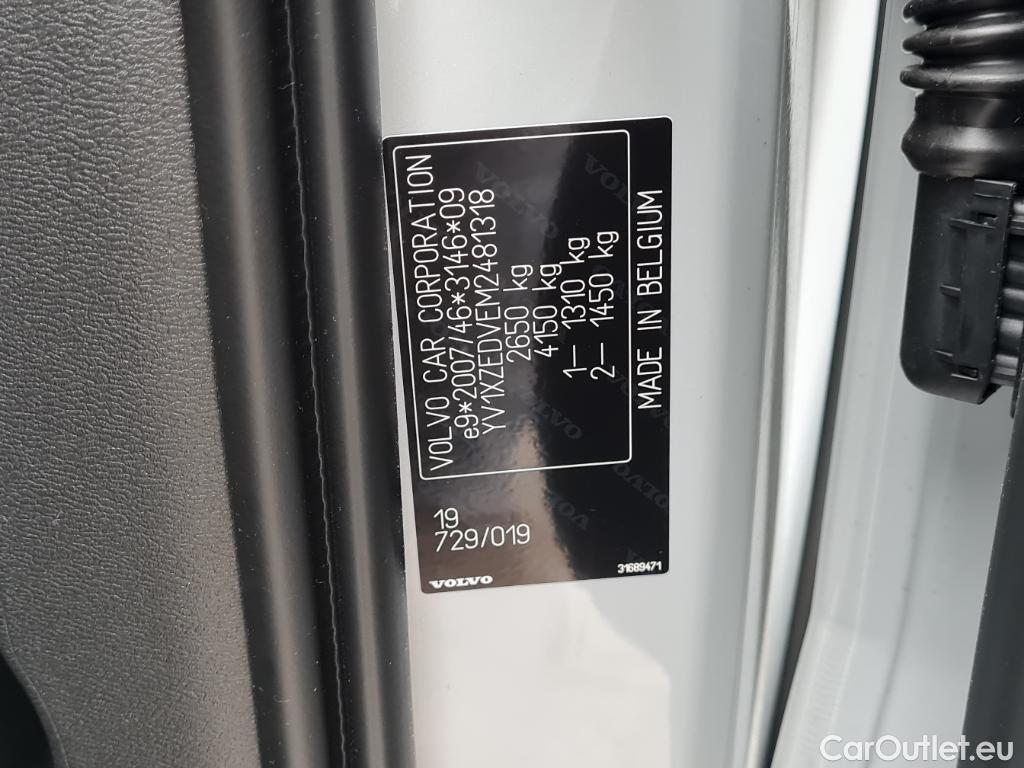 VOLVO CAR CORPORATION
e9*2007/46*3146*09
YV1XZEDVEM2481318
2650 kg
4150 kg
1— 1310 kg
2— 1450 kg
MADE IN BELGIUM
19
729/019
VOLVO
31689471
CarOutlet.eu